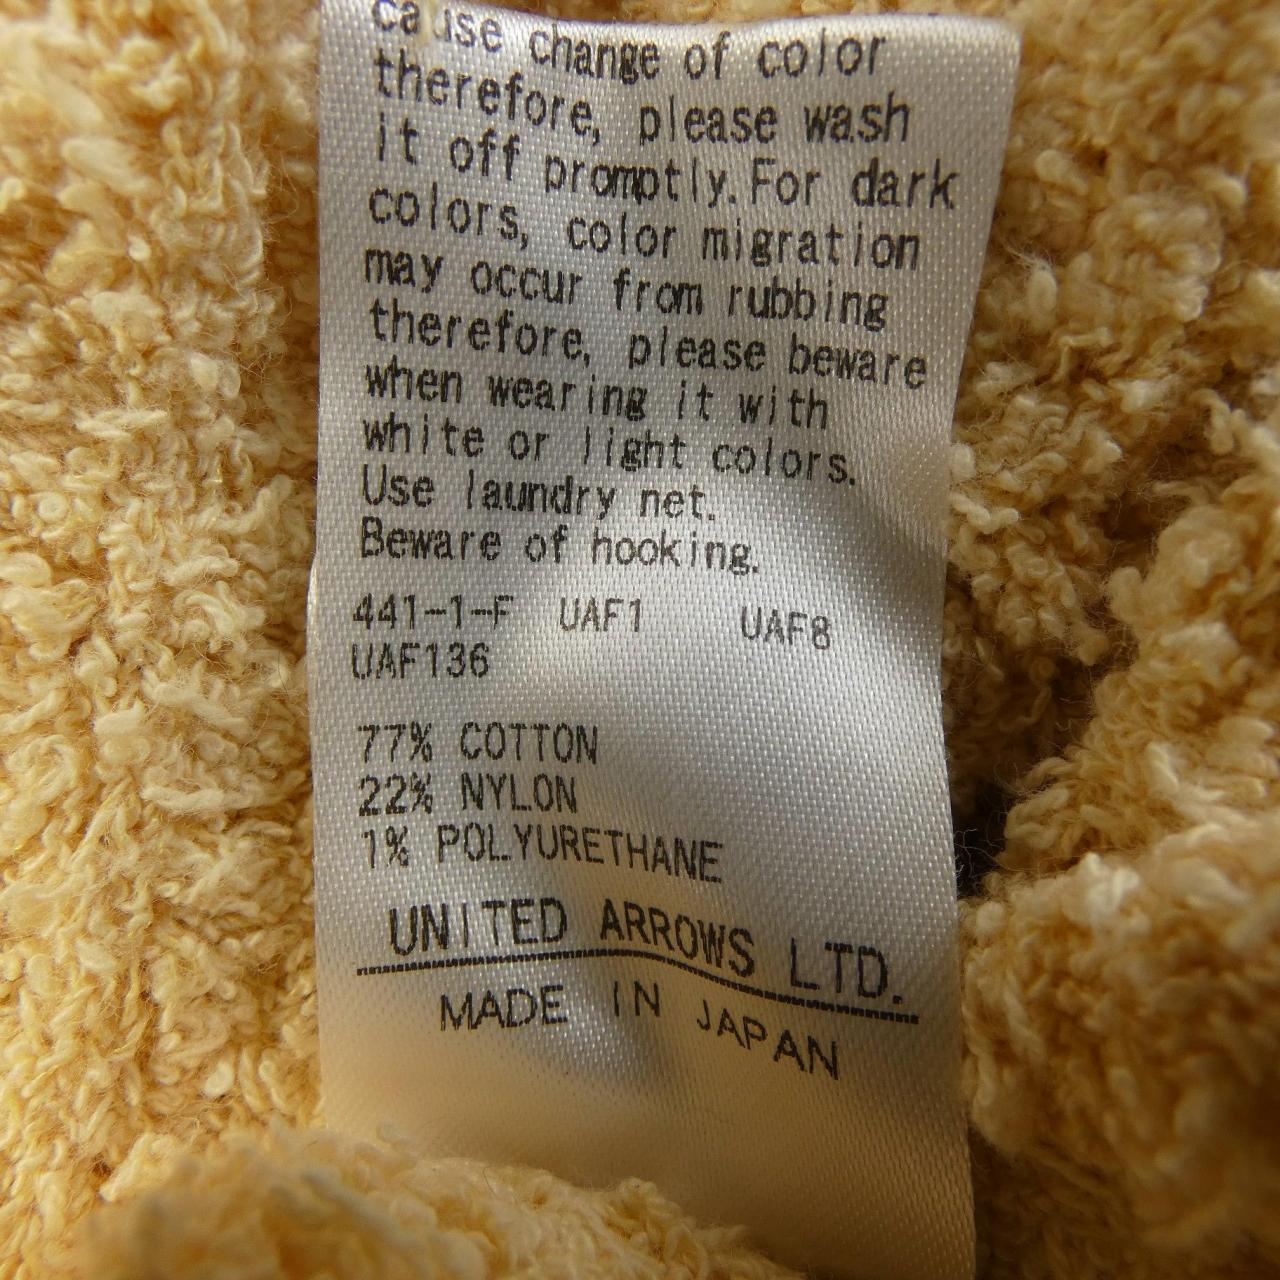 cause change of color
therefore, please wash
it off promptly. For dark
colors, color migration
may occur from rubbing
therefore, please beware
when wearing it with
white or light colors.
Use laundry net.
Beware of hooking.
441-1-F UAF1 UAF8
UAF136
77% COTTON
22% NYLON
1% POLYURETHANE
UNITED ARROWS LTD.
MADE IN JAPAN